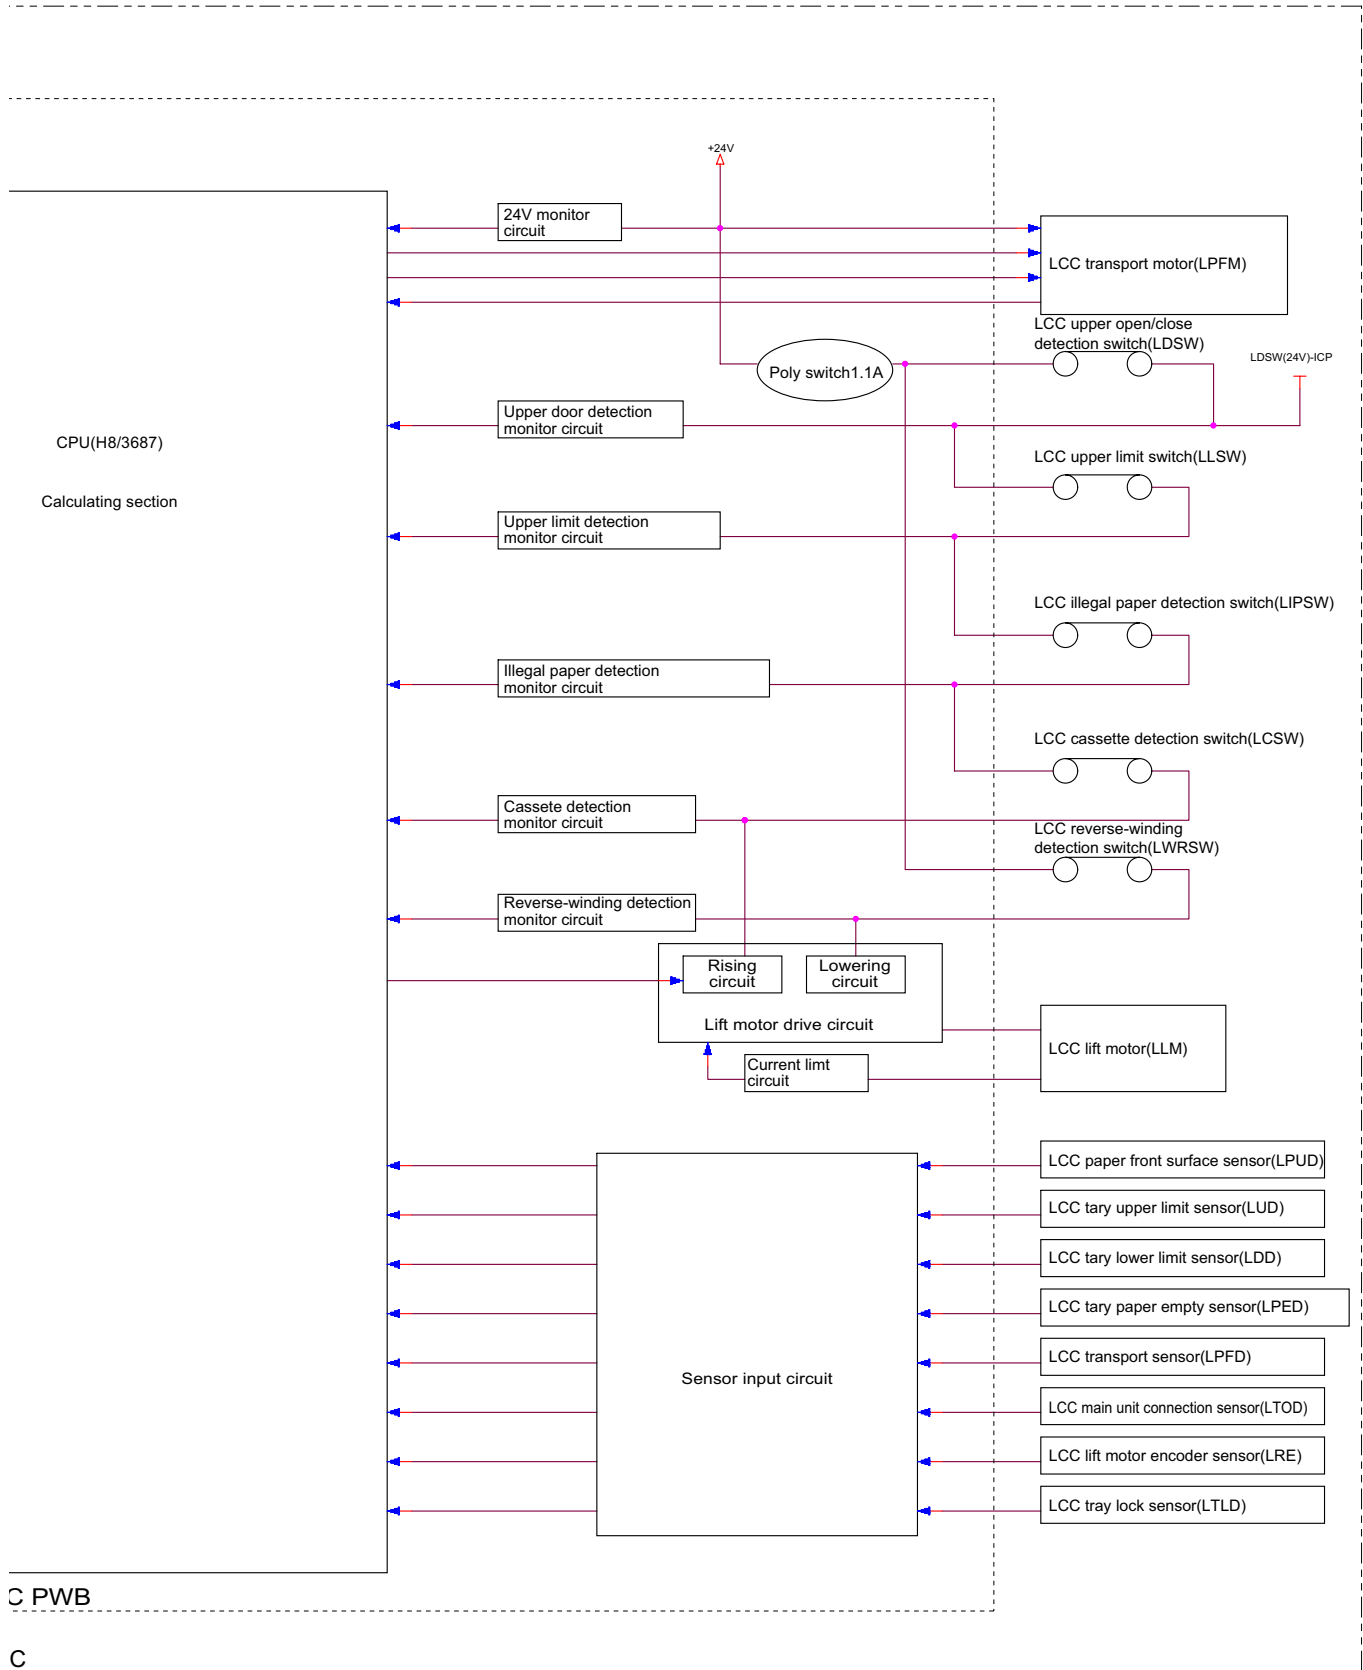 +24V
24V monitor
circuit
LCC transport motor(LPFM)
LCC upper open/close
detection switch(LDSW)
LDSW(24V)-ICP
Poly switch1.1A
Upper door detection
monitor circuit
CPU(H8/3687)
Calculating section
LCC upper limit switch(LLSW)
Upper limit detection
monitor circuit
LCC illegal paper detection switch(LIPSW)
Illegal paper detection
monitor circuit
LCC cassette detection switch(LCSW)
Cassete detection
monitor circuit
LCC reverse-winding
detection switch(LWRSW)
Reverse-winding detection
monitor circuit
Rising
circuit
Lowering
circuit
Lift motor drive circuit
LCC lift motor(LLM)
Current limt
circuit
LCC paper front surface sensor(LPUD)
LCC tary upper limit sensor(LUD)
LCC tary lower limit sensor(LDD)
LCC tary paper empty sensor(LPED)
LCC transport sensor(LPFD)
Sensor input circuit
LCC main unit connection sensor(LTOD)
LCC lift motor encoder sensor(LRE)
LCC tray lock sensor(LTLD)
C PWB
C